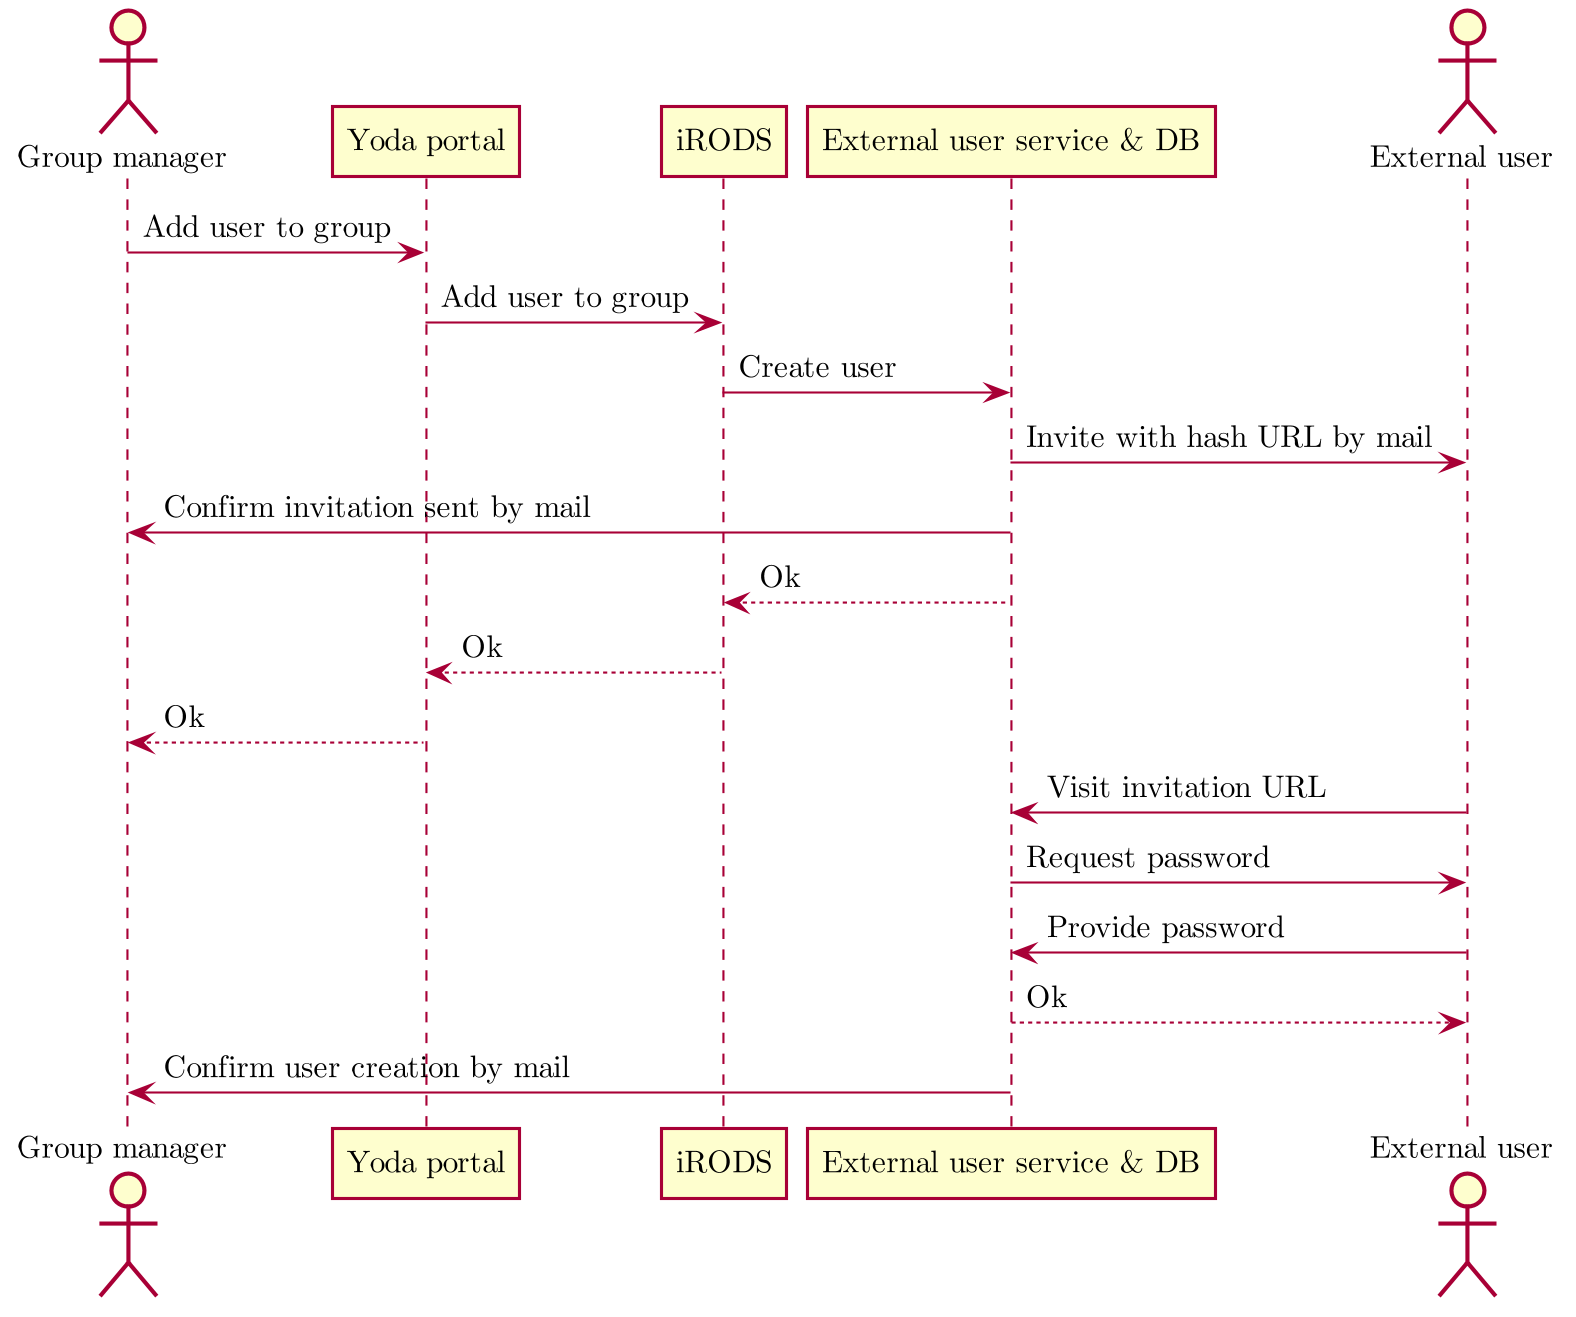 Group manager
Yoda portal
iRODS
External user service & DB
External user
Add user to group
Add user to group
Create user
Invite with hash URL by mail
Confirm invitation sent by mail
Ok
Ok
Ok
Visit invitation URL
Request password
Provide password
Ok
Confirm user creation by mail
Group manager
Yoda portal
iRODS
External user service & DB
External user